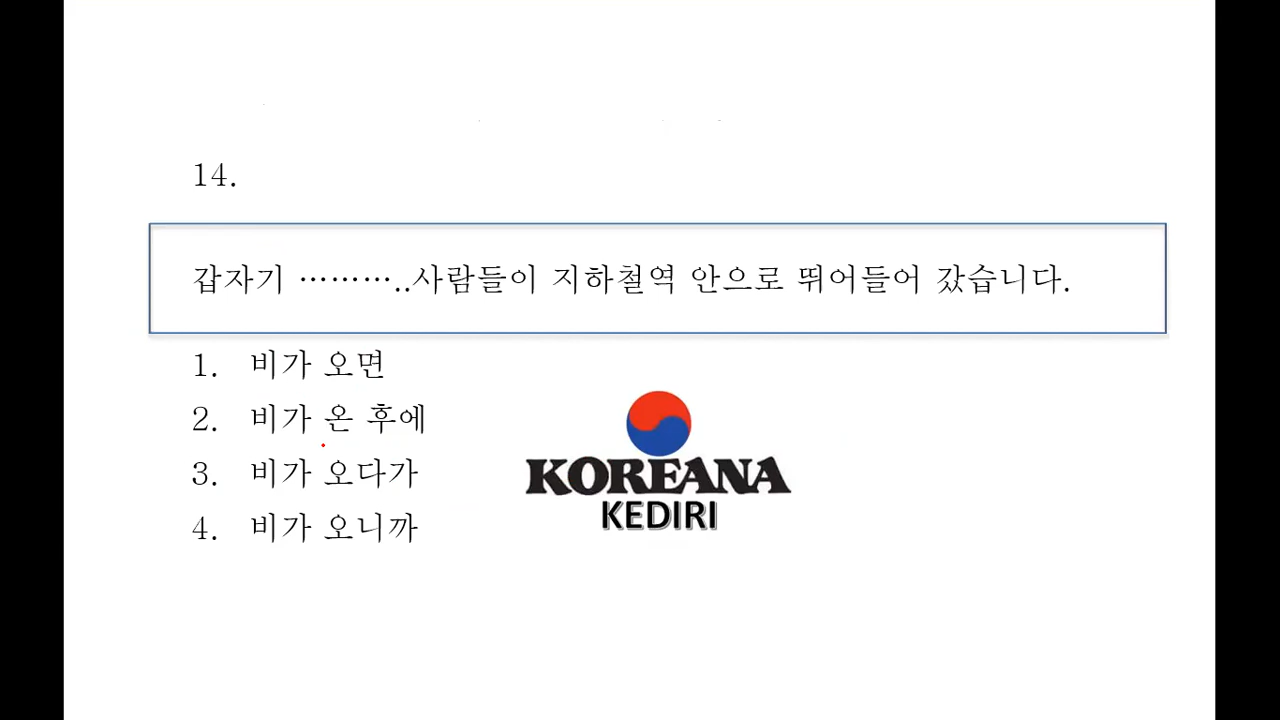 14.
갑자기 ………..사람들이 지하철역 안으로 뛰어들어 갔습니다.
1. 비가 오면
2. 비가 온 후에
3. 비가 오다가
4. 비가 오니까
KOREANA
KEDIRI